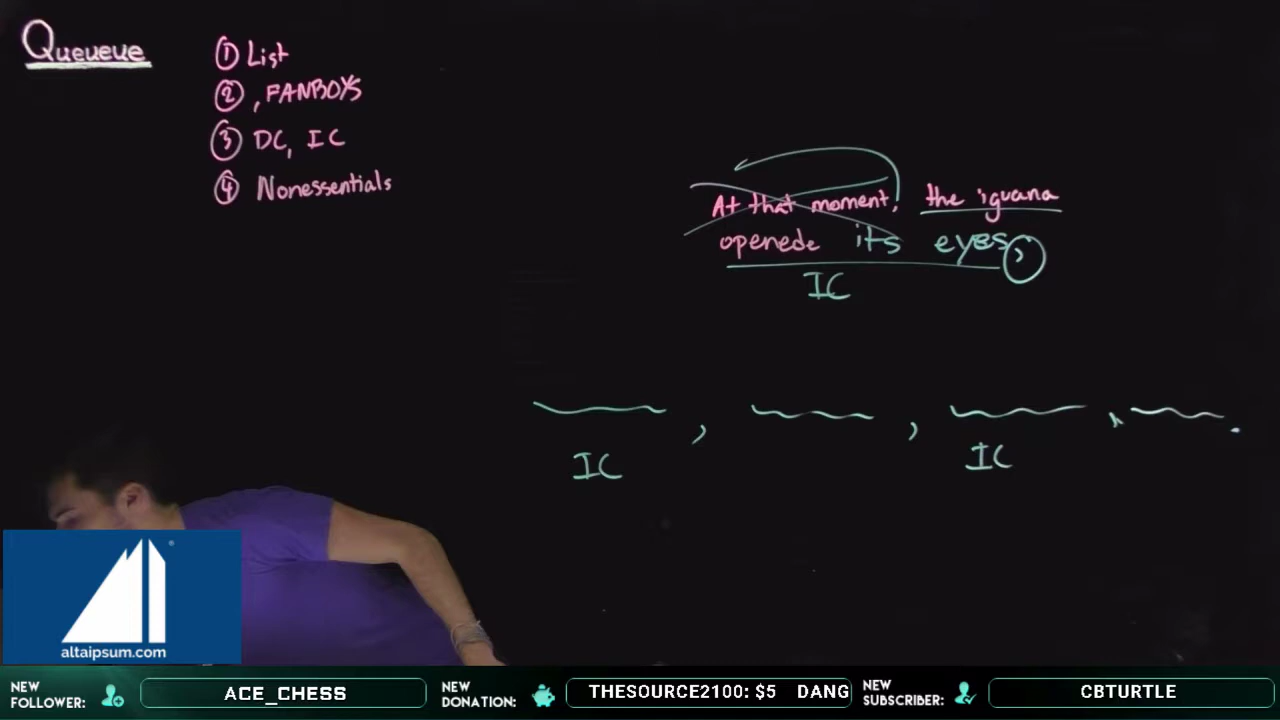 Queueue
① List
② , FANBOYS
③ DC, IC
④ Nonessentials
At that moment, the iguana
openede its eyes,
IC
, , , .
IC IC
altaipsum.com
NEW FOLLOWER: ACE_CHESS NEW DONATION: THESOURCE2100: $5 DANG NEW SUBSCRIBER: CBTURTLE